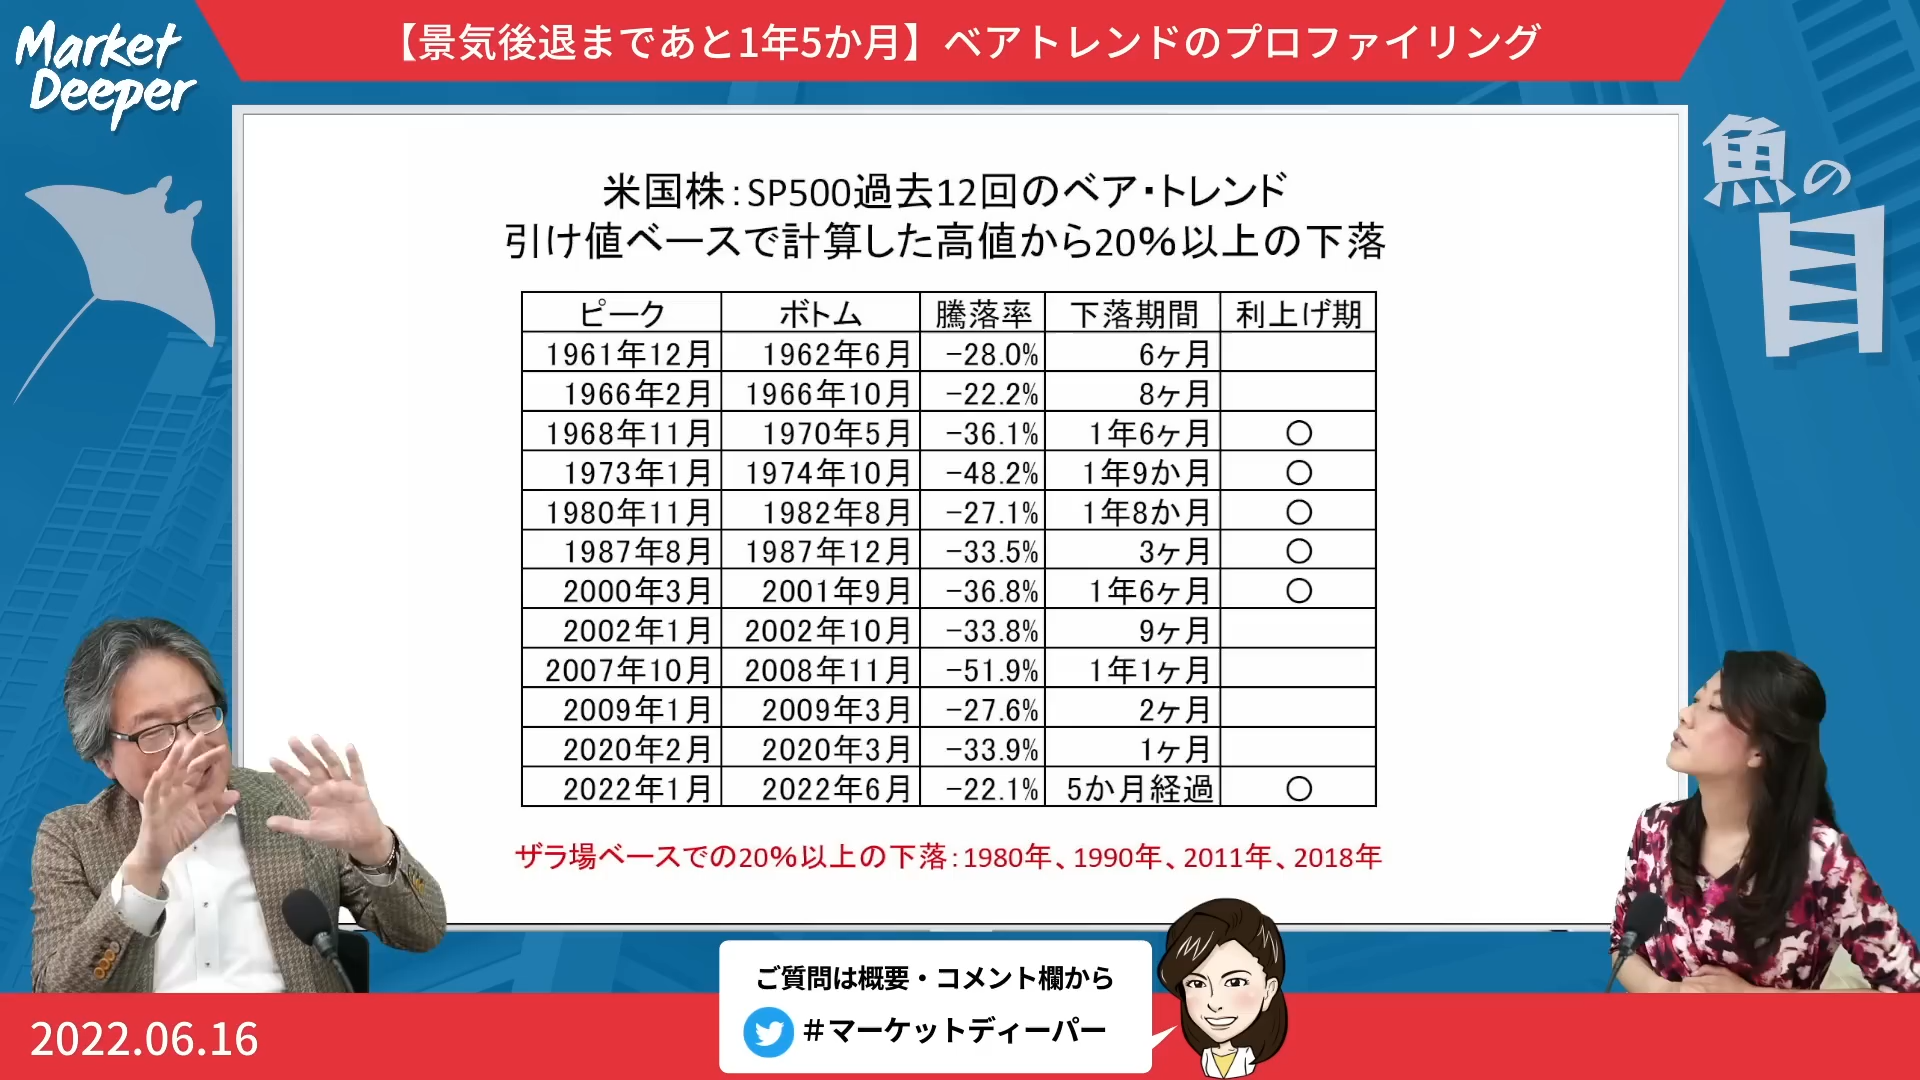 Market
Deeper
【景気後退まであと1年5か月】ベアトレンドのプロファイリング
魚の
目
米国株：SP500過去12回のベア・トレンド
引け値ベースで計算した高値から20％以上の下落
ピーク ボトム 騰落率 下落期間 利上げ期
1961年12月 1962年6月 -28.0% 6ヶ月
1966年2月 1966年10月 -22.2% 8ヶ月
1968年11月 1970年5月 -36.1% 1年6ヶ月 ○
1973年1月 1974年10月 -48.2% 1年9か月 ○
1980年11月 1982年8月 -27.1% 1年8か月 ○
1987年8月 1987年12月 -33.5% 3ヶ月 ○
2000年3月 2001年9月 -36.8% 1年6ヶ月 ○
2002年1月 2002年10月 -33.8% 9ヶ月
2007年10月 2008年11月 -51.9% 1年1ヶ月
2009年1月 2009年3月 -27.6% 2ヶ月
2020年2月 2020年3月 -33.9% 1ヶ月
2022年1月 2022年6月 -22.1% 5か月経過 ○
ザラ場ベースでの20％以上の下落：1980年、1990年、2011年、2018年
ご質問は概要・コメント欄から
＃マーケットディーパー
2022.06.16